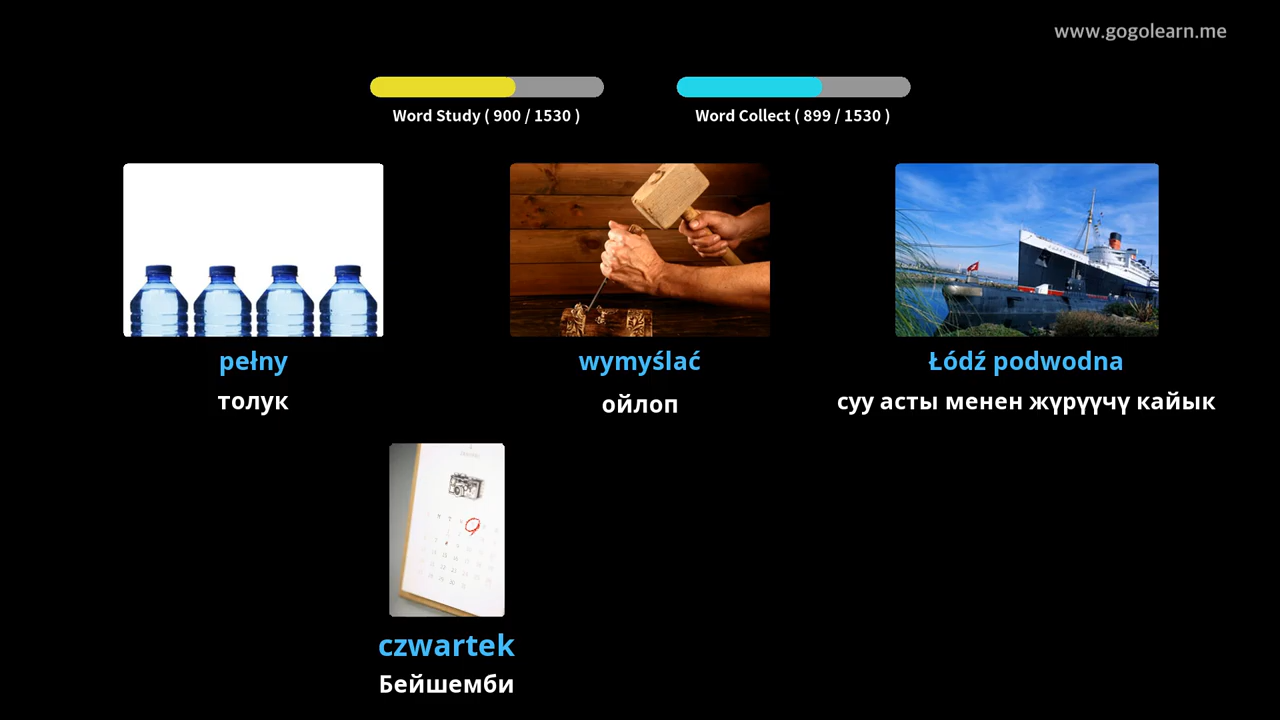 www.gogolearn.me
Word Study ( 900 / 1530 )
Word Collect ( 899 / 1530 )
pełny
wymyślać
Łódź podwodna
толук
ойлоп
суу асты менен жүрүүчү кайык
czwartek
Бейшемби